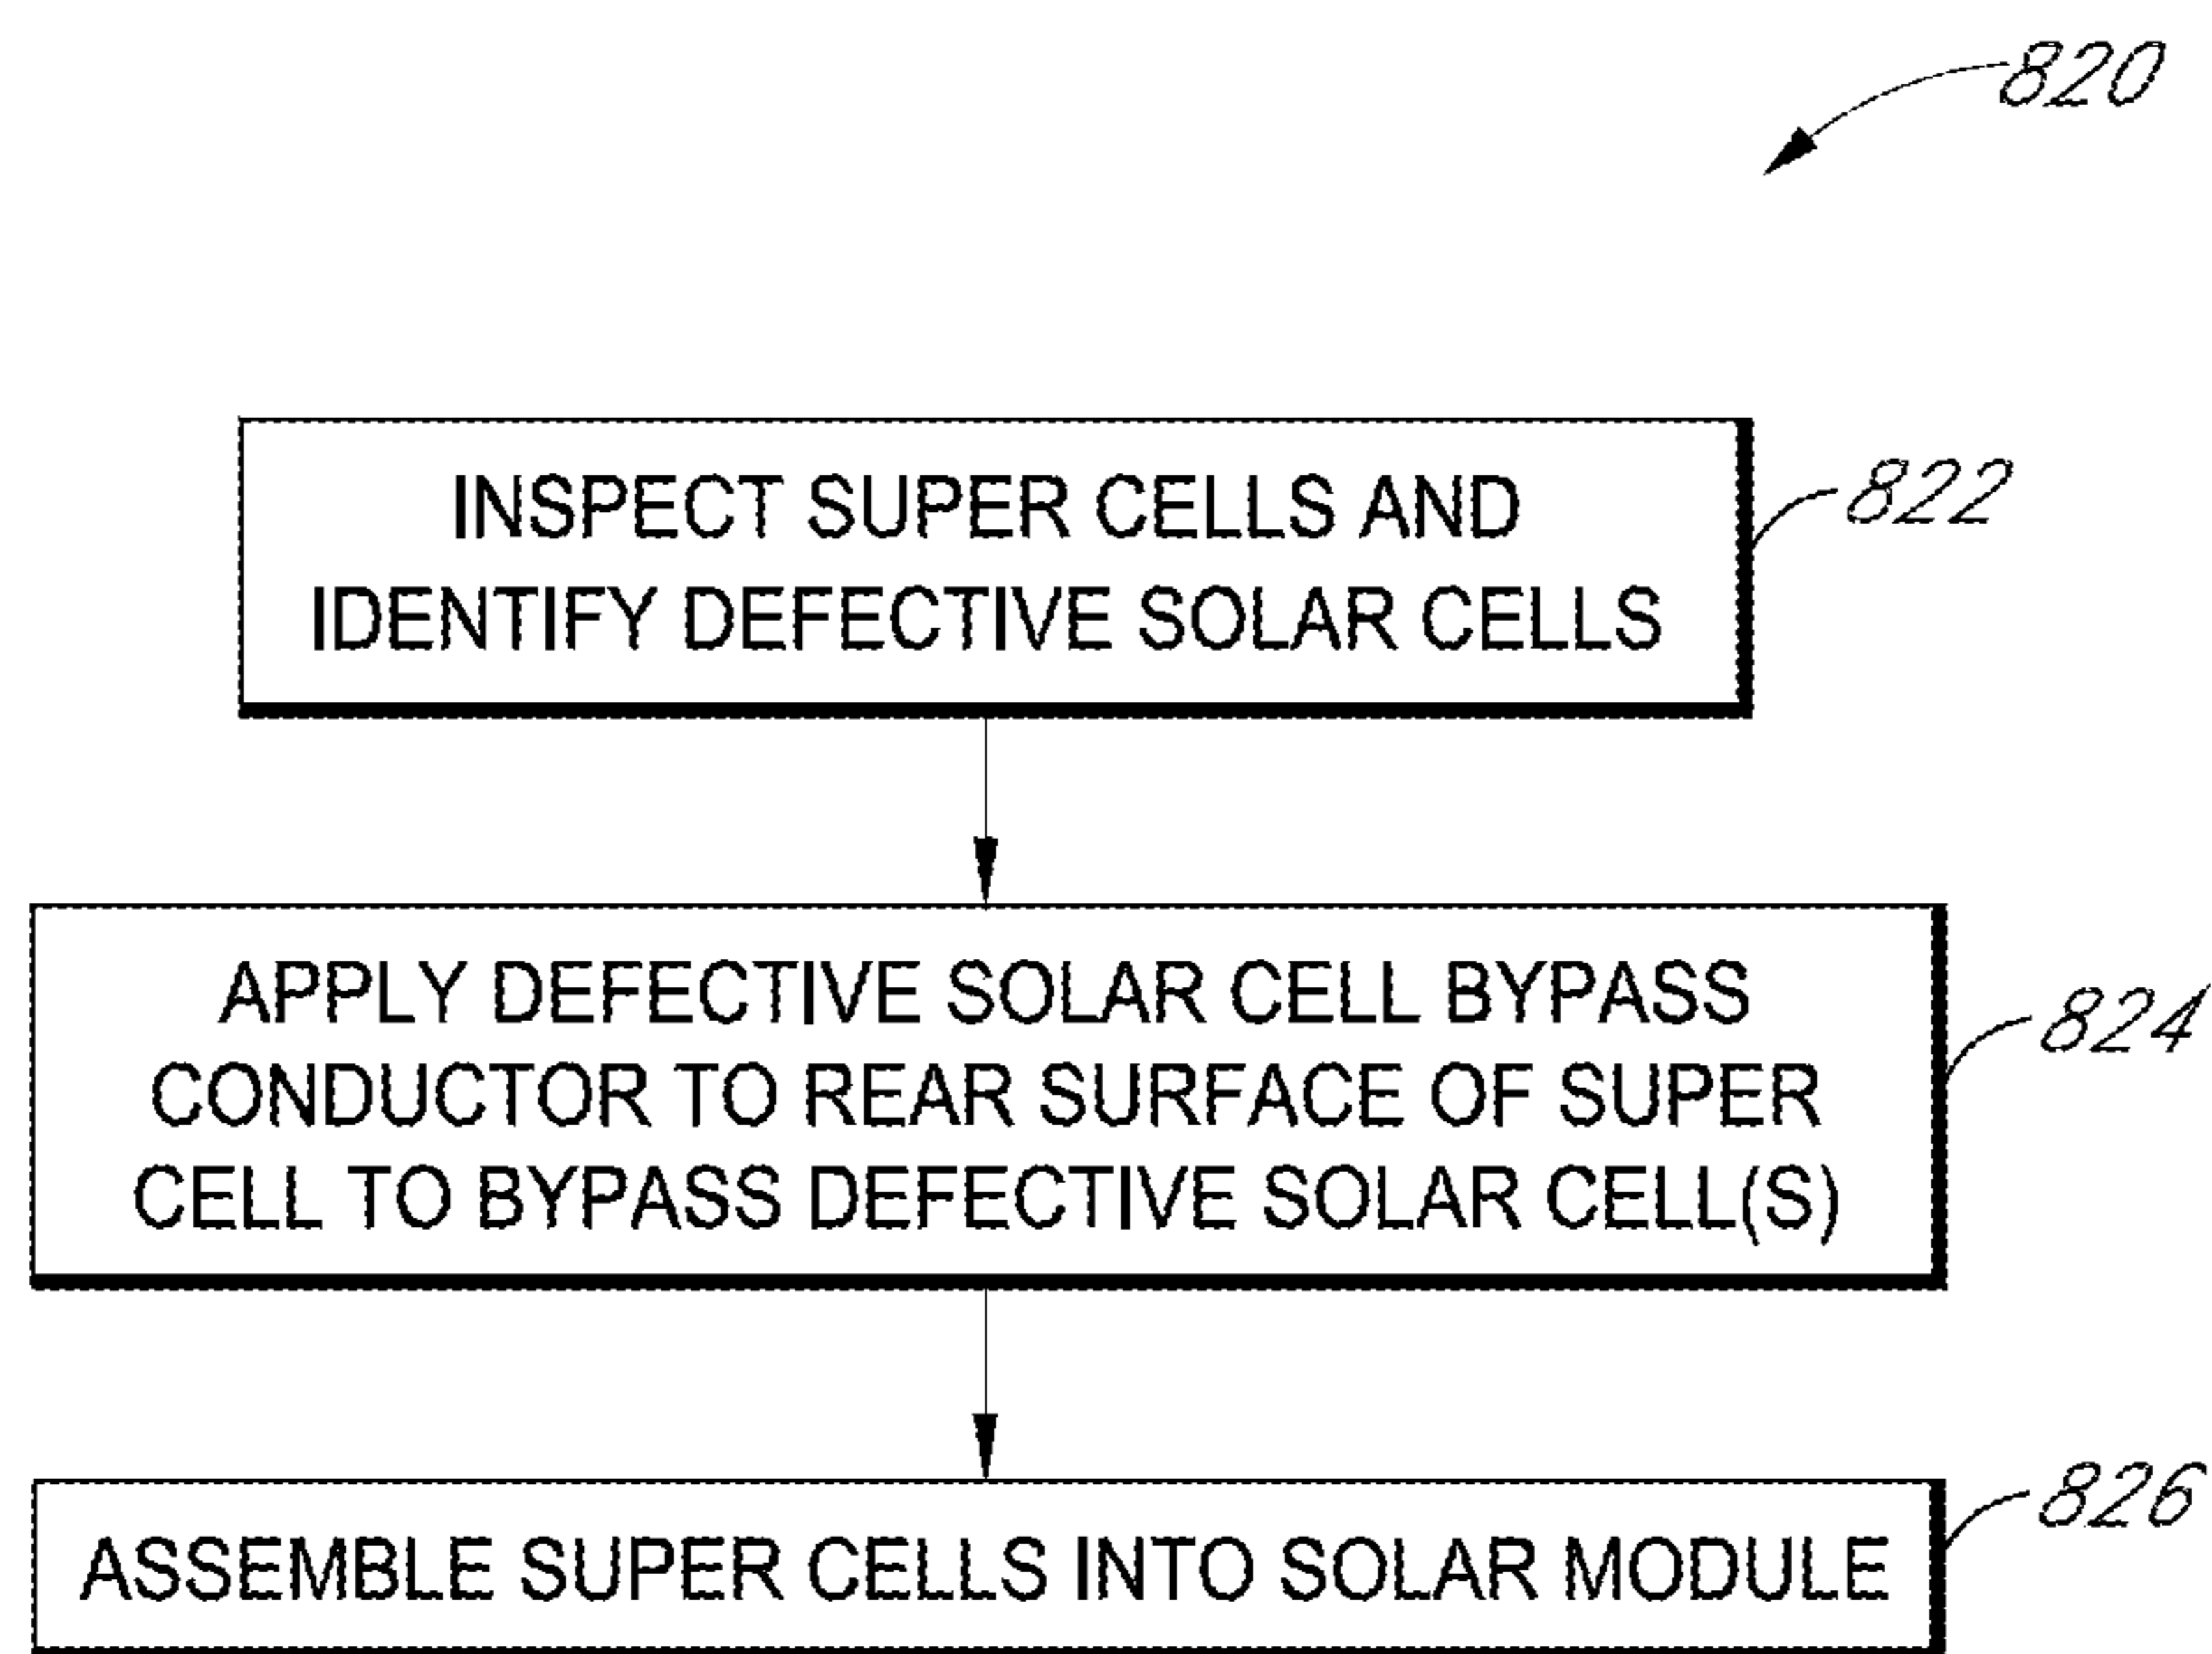 820
INSPECT SUPER CELLS AND
IDENTIFY DEFECTIVE SOLAR CELLS
822
APPLY DEFECTIVE SOLAR CELL BYPASS
CONDUCTOR TO REAR SURFACE OF SUPER
CELL TO BYPASS DEFECTIVE SOLAR CELL(S)
824
ASSEMBLE SUPER CELLS INTO SOLAR MODULE
826